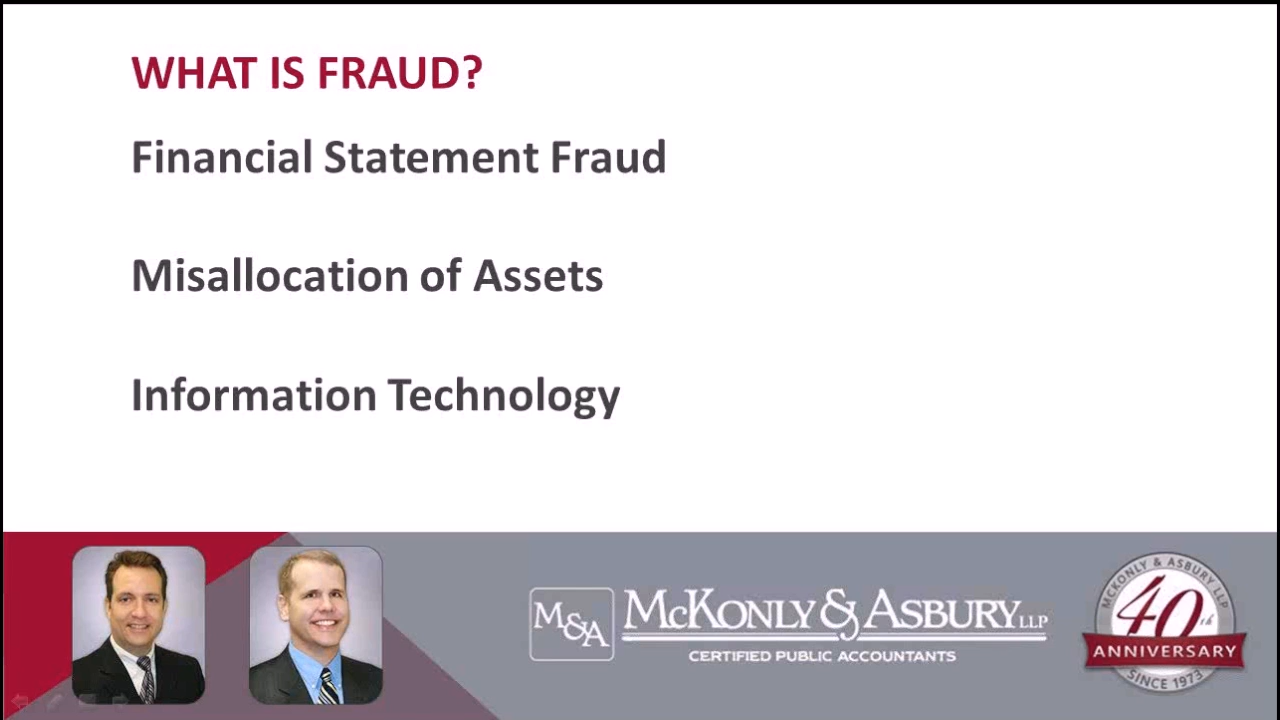 WHAT IS FRAUD?
Financial Statement Fraud
Misallocation of Assets
Information Technology
M&A
McKonly & Asbury LLP
CERTIFIED PUBLIC ACCOUNTANTS
McKONLY & ASBURY LLP
40th
ANNIVERSARY
SINCE 1973